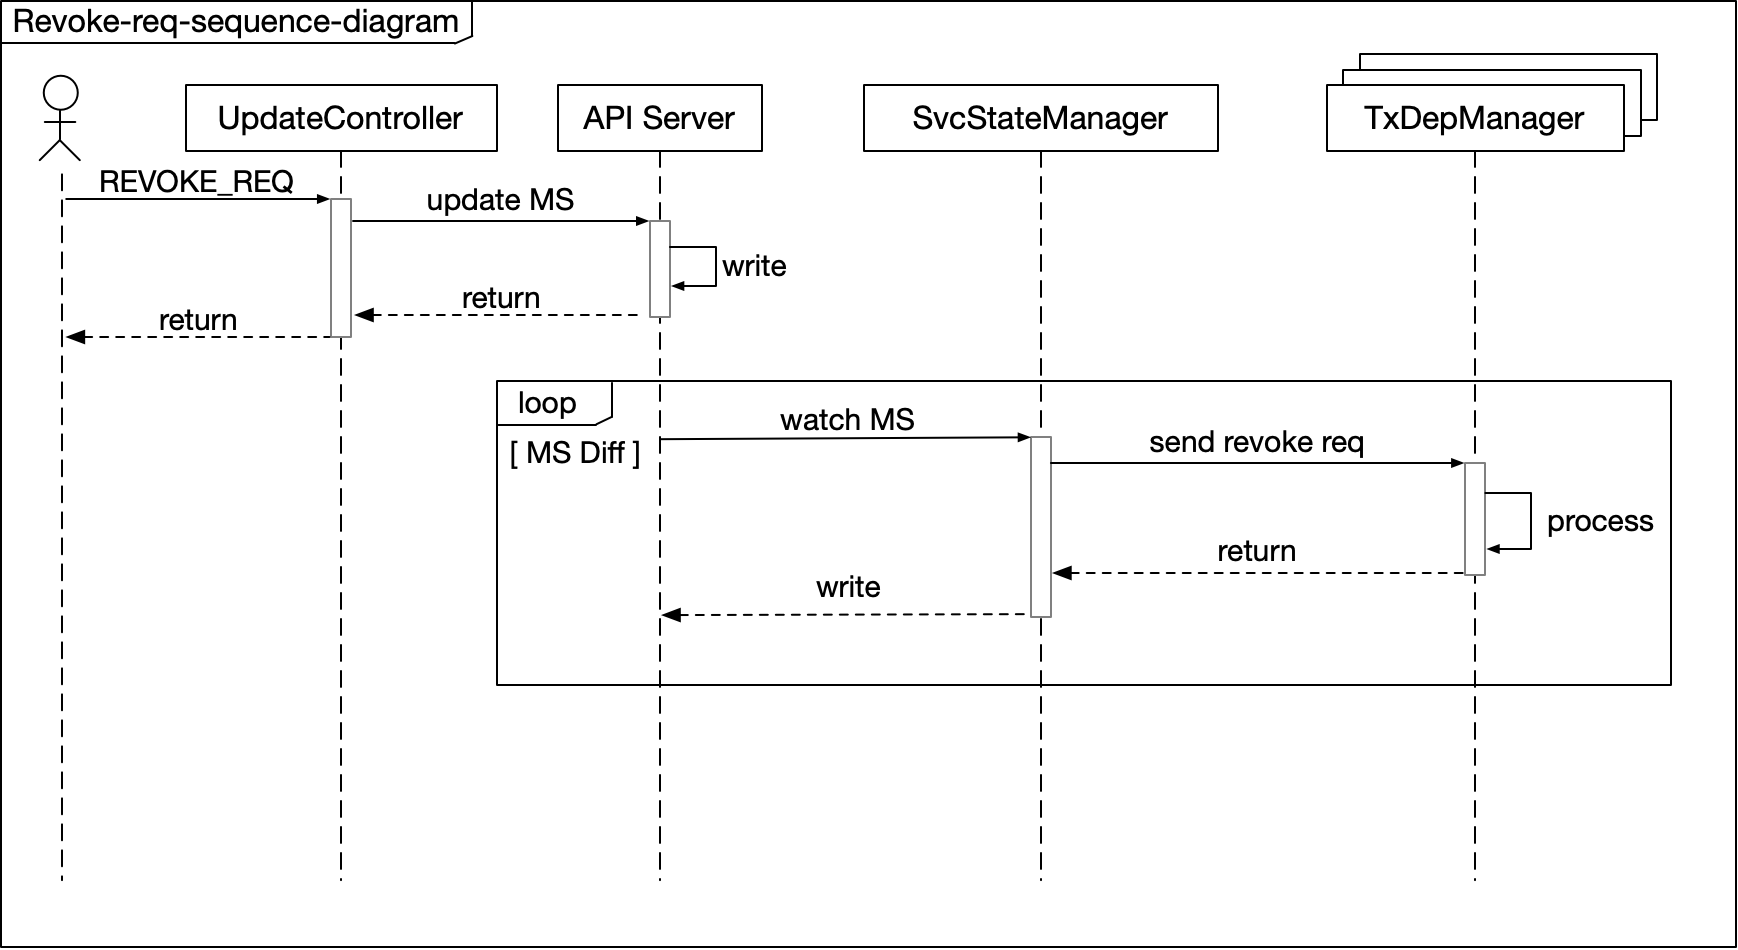 Revoke-req-sequence-diagram
UpdateController
API Server
SvcStateManager
TxDepManager
REVOKE_REQ
update MS
write
return
return
loop
[ MS Diff ]
watch MS
send revoke req
process
return
write